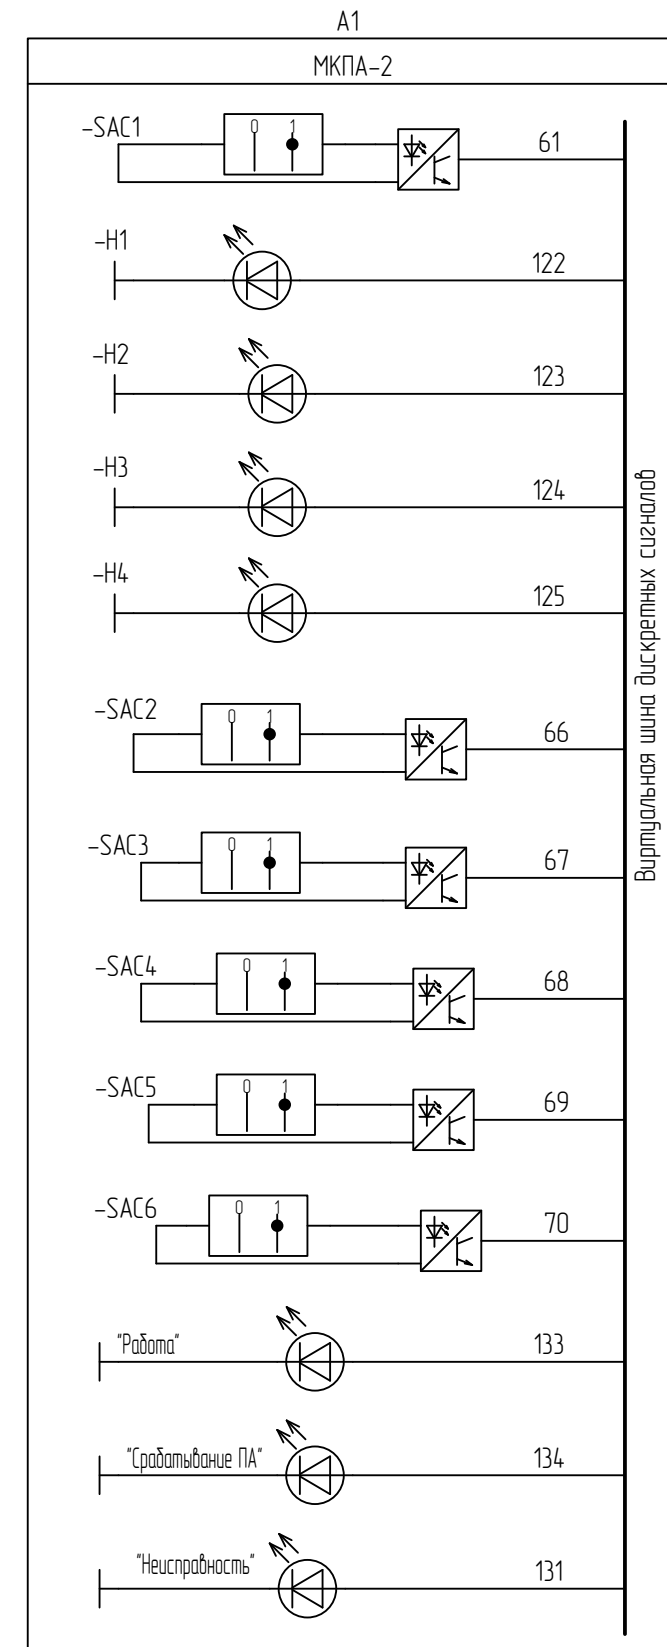 А1
МКПА-2
-SAC1
0 1
61
-H1
122
-H2
123
-H3
124
-H4
125
-SAC2
0 1
66
-SAC3
0 1
67
-SAC4
0 1
68
-SAC5
0 1
69
-SAC6
0 1
70
"Работа"
133
"Срабатывание ПА"
134
"Неисправность"
131
Виртуальная шина дискретных сигналов